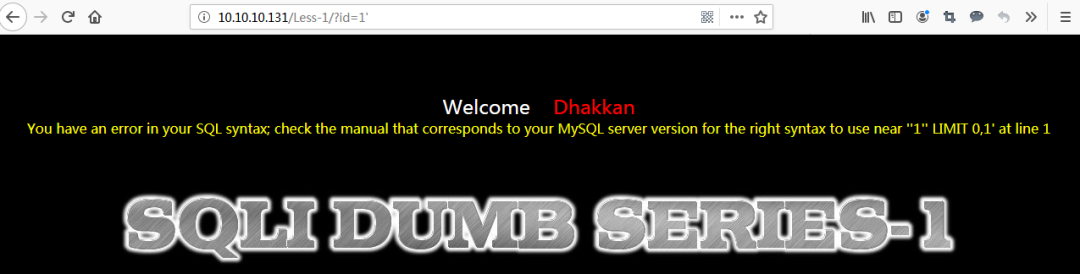 10.10.10.131/Less-1/?id=1'
Welcome Dhakkan
You have an error in your SQL syntax; check the manual that corresponds to your MySQL server version for the right syntax to use near ''1'' LIMIT 0,1' at line 1
SQLI DUMB SERIES-1